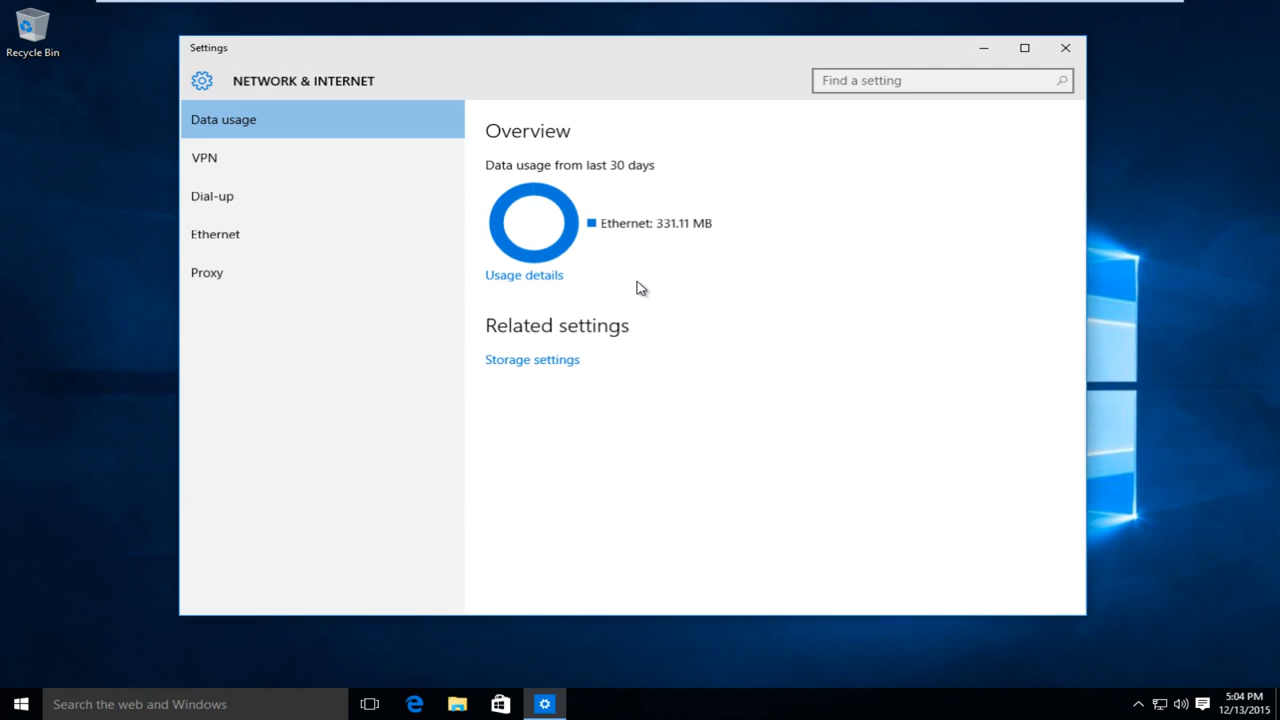 Recycle Bin
Settings
NETWORK & INTERNET
Find a setting
Data usage
VPN
Dial-up
Ethernet
Proxy
Overview
Data usage from last 30 days
Ethernet: 331.11 MB
Usage details
Related settings
Storage settings
Search the web and Windows
5:04 PM
12/13/2015